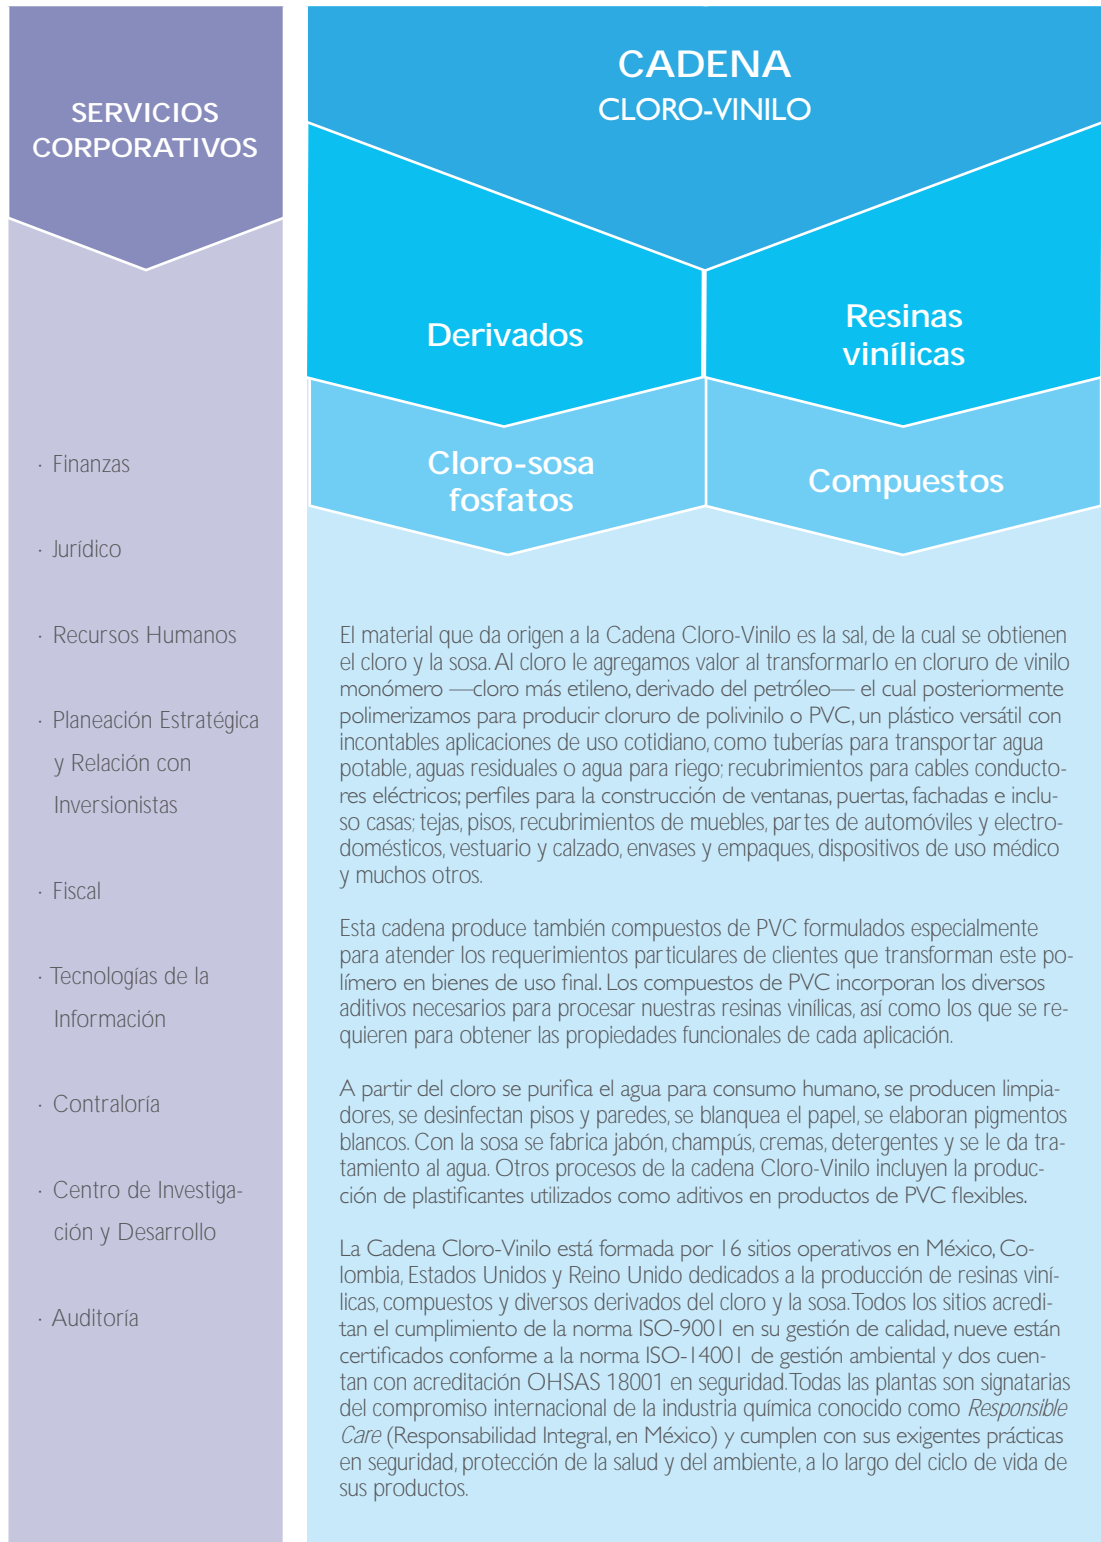 SERVICIOS
CORPORATIVOS
· Finanzas
· Jurídico
· Recursos Humanos
· Planeación Estratégica
y Relación con
Inversionistas
· Fiscal
· Tecnologías de la
Información
· Contraloría
· Centro de Investiga-
ción y Desarrollo
· Auditoría
CADENA
CLORO-VINILO
Derivados
Resinas
vinílicas
Cloro-sosa
fosfatos
Compuestos
El material que da origen a la Cadena Cloro-Vinilo es la sal, de la cual se obtienen
el cloro y la sosa. Al cloro le agregamos valor al transformarlo en cloruro de vinilo
monómero —cloro más etileno, derivado del petróleo— el cual posteriormente
polimerizamos para producir cloruro de polivinilo o PVC, un plástico versátil con
incontables aplicaciones de uso cotidiano, como tuberías para transportar agua
potable, aguas residuales o agua para riego; recubrimientos para cables conducto-
res eléctricos; perfiles para la construcción de ventanas, puertas, fachadas e inclu-
so casas; tejas, pisos, recubrimientos de muebles, partes de automóviles y electro-
domésticos, vestuario y calzado, envases y empaques, dispositivos de uso médico
y muchos otros.
Esta cadena produce también compuestos de PVC formulados especialmente
para atender los requerimientos particulares de clientes que transforman este po-
límero en bienes de uso final. Los compuestos de PVC incorporan los diversos
aditivos necesarios para procesar nuestras resinas vinílicas, así como los que se re-
quieren para obtener las propiedades funcionales de cada aplicación.
A partir del cloro se purifica el agua para consumo humano, se producen limpia-
dores, se desinfectan pisos y paredes, se blanquea el papel, se elaboran pigmentos
blancos. Con la sosa se fabrica jabón, champús, cremas, detergentes y se le da tra-
tamiento al agua. Otros procesos de la cadena Cloro-Vinilo incluyen la produc-
ción de plastificantes utilizados como aditivos en productos de PVC flexibles.
La Cadena Cloro-Vinilo está formada por 16 sitios operativos en México, Co-
lombia, Estados Unidos y Reino Unido dedicados a la producción de resinas viní-
licas, compuestos y diversos derivados del cloro y la sosa. Todos los sitios acredi-
tan el cumplimiento de la norma ISO-9001 en su gestión de calidad, nueve están
certificados conforme a la norma ISO-14001 de gestión ambiental y dos cuen-
tan con acreditación OHSAS 18001 en seguridad. Todas las plantas son signatarias
del compromiso internacional de la industria química conocido como Responsible
Care (Responsabilidad Integral, en México) y cumplen con sus exigentes prácticas
en seguridad, protección de la salud y del ambiente, a lo largo del ciclo de vida de
sus productos.